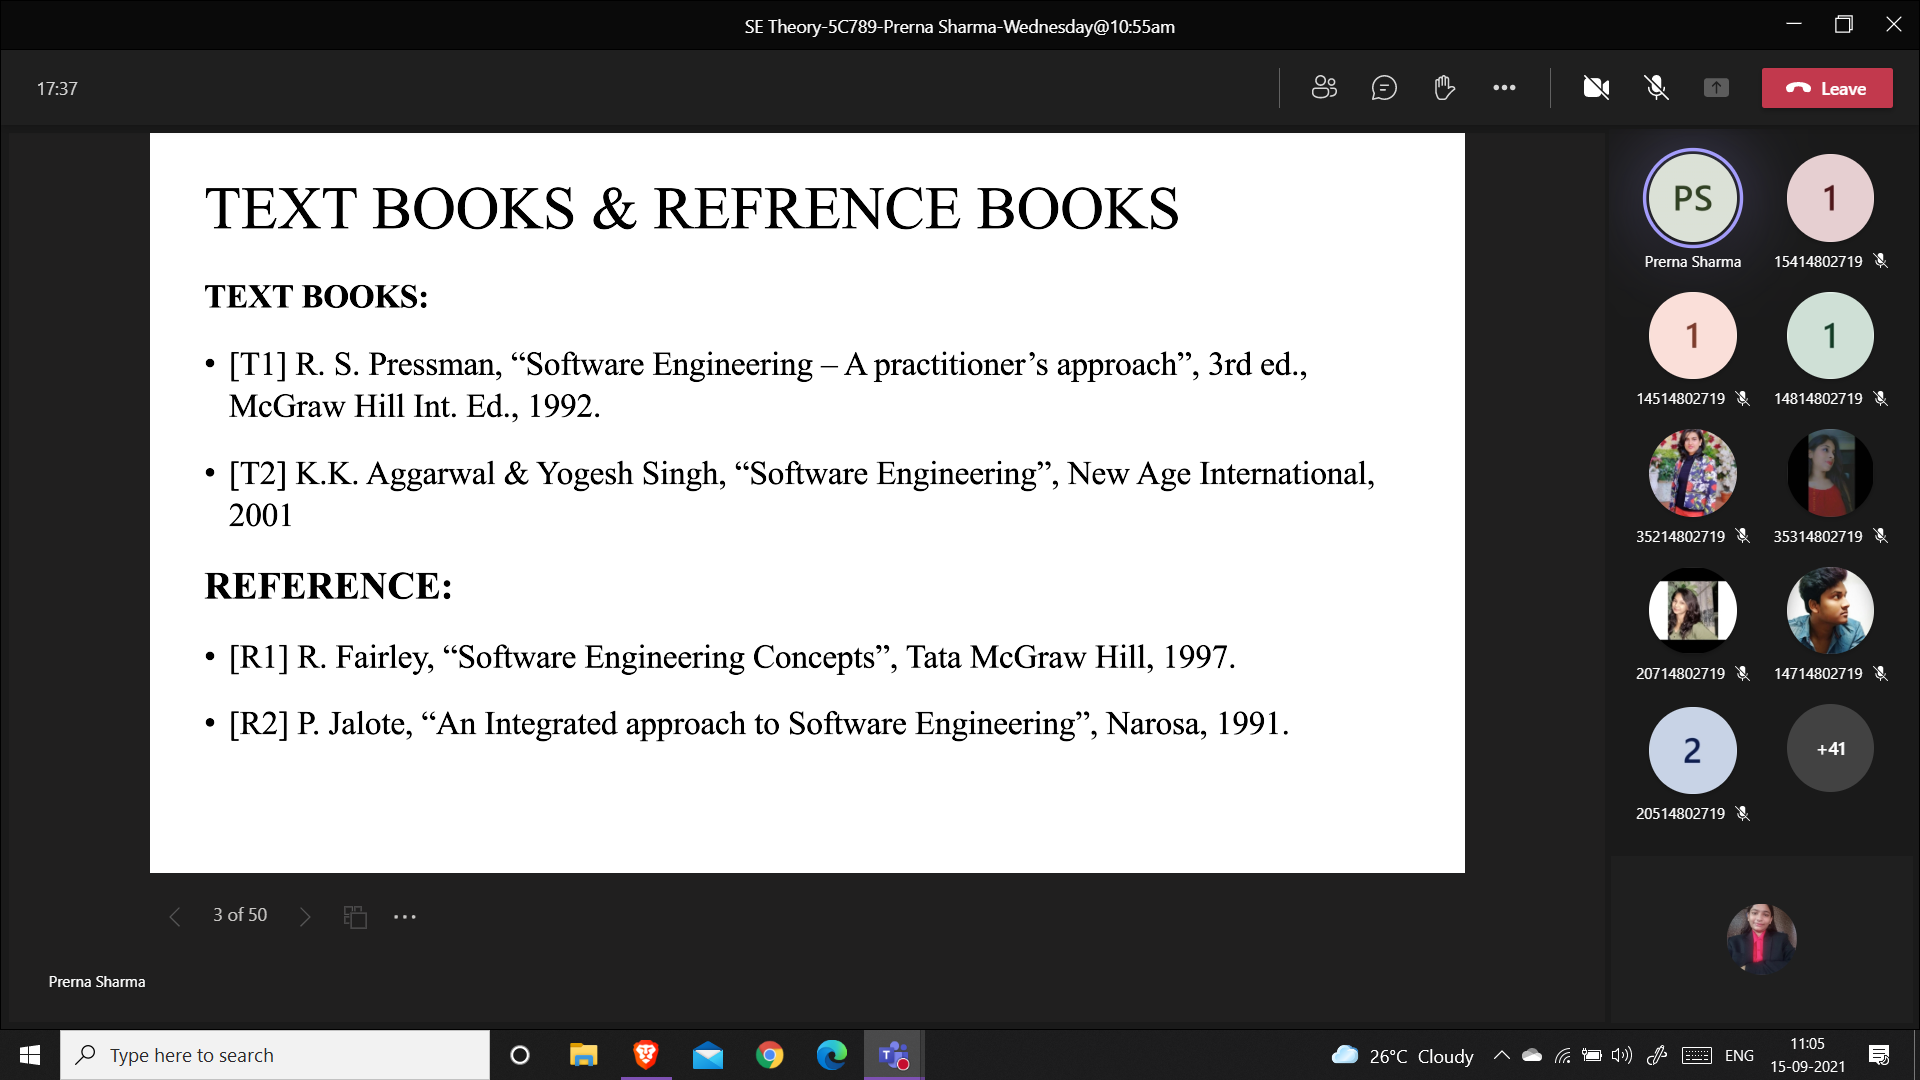 SE Theory-5C789-Prerna Sharma-Wednesday@10:55am
17:37
Leave
TEXT BOOKS & REFRENCE BOOKS
TEXT BOOKS:
• [T1] R. S. Pressman, “Software Engineering – A practitioner’s approach”, 3rd ed.,
McGraw Hill Int. Ed., 1992.
• [T2] K.K. Aggarwal & Yogesh Singh, “Software Engineering”, New Age International,
2001
REFERENCE:
• [R1] R. Fairley, “Software Engineering Concepts”, Tata McGraw Hill, 1997.
• [R2] P. Jalote, “An Integrated approach to Software Engineering”, Narosa, 1991.
3 of 50
Prerna Sharma
PS 1
Prerna Sharma 15414802719
1 1
14514802719 14814802719
35214802719 35314802719
20714802719 14714802719
2 +41
20514802719
Type here to search
26°C Cloudy
ENG
11:05
15-09-2021